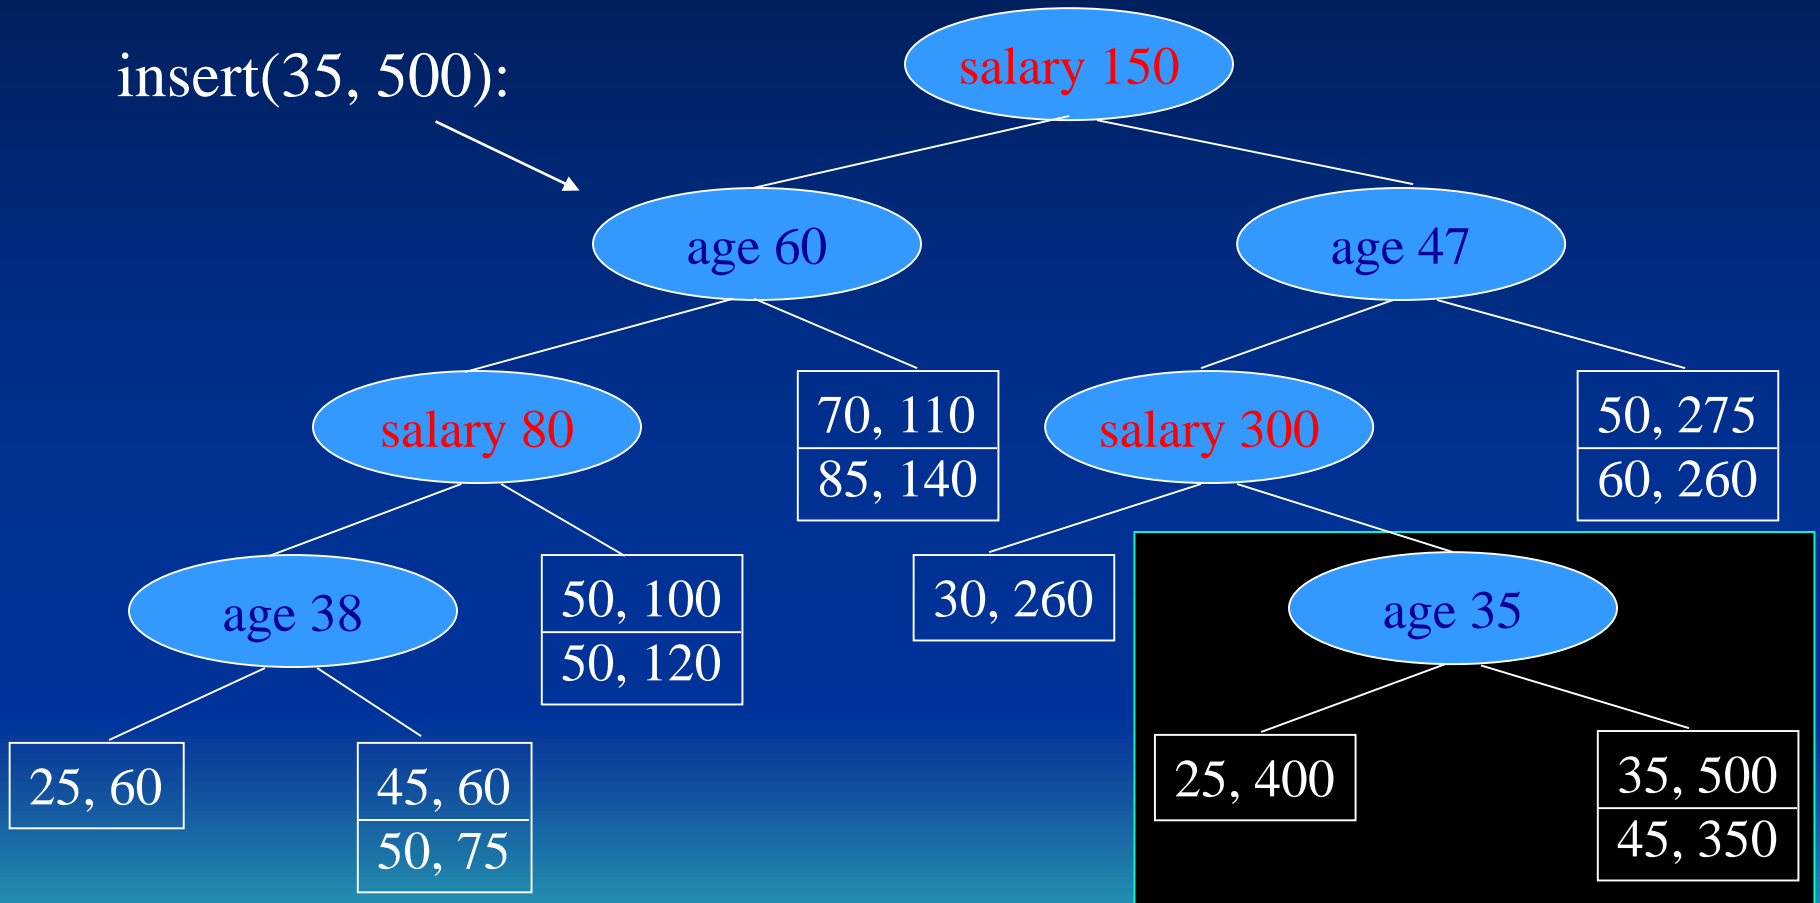 insert(35, 500):
salary 150
age 60
age 47
salary 80
70, 110
85, 140
salary 300
50, 275
60, 260
age 38
50, 100
50, 120
30, 260
age 35
25, 60
45, 60
50, 75
25, 400
35, 500
45, 350